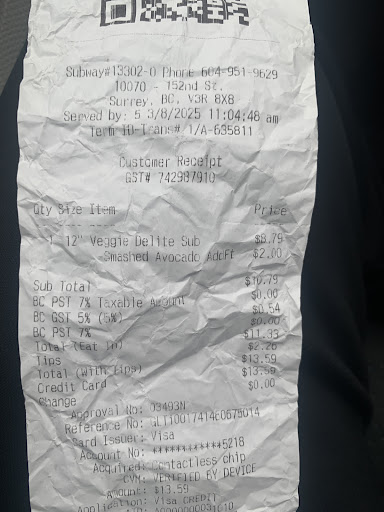 Subway#13302-0 Phone 604-951-9629
10070 - 152nd St.
Surrey, BC, V3R 8X8
Served by: 5 3/8/2025 11:04:48 am
Term ID-Trans# 1/A-635811
Customer Receipt
GST# 742987910
Qty Size Item Price
1 12" Veggie Delite Sub $8.79
Smashed Avocado AddFt $2.00
Sub Total $10.79
BC PST 7% Taxable Amount $0.00
BC GST 5% (5%) $0.54
BC PST 7% $0.00
Total (Eat In) $11.33
Tips $2.26
Total (With Tips) $13.59
Credit Card $13.59
Change $0.00
Approval No: 03493N
Reference No:
Card Issuer: Visa
Account No: ************5218
Acquired: Contactless chip
CVM: VERIFIED BY DEVICE
Amount: $13.59
Application: Visa CREDIT